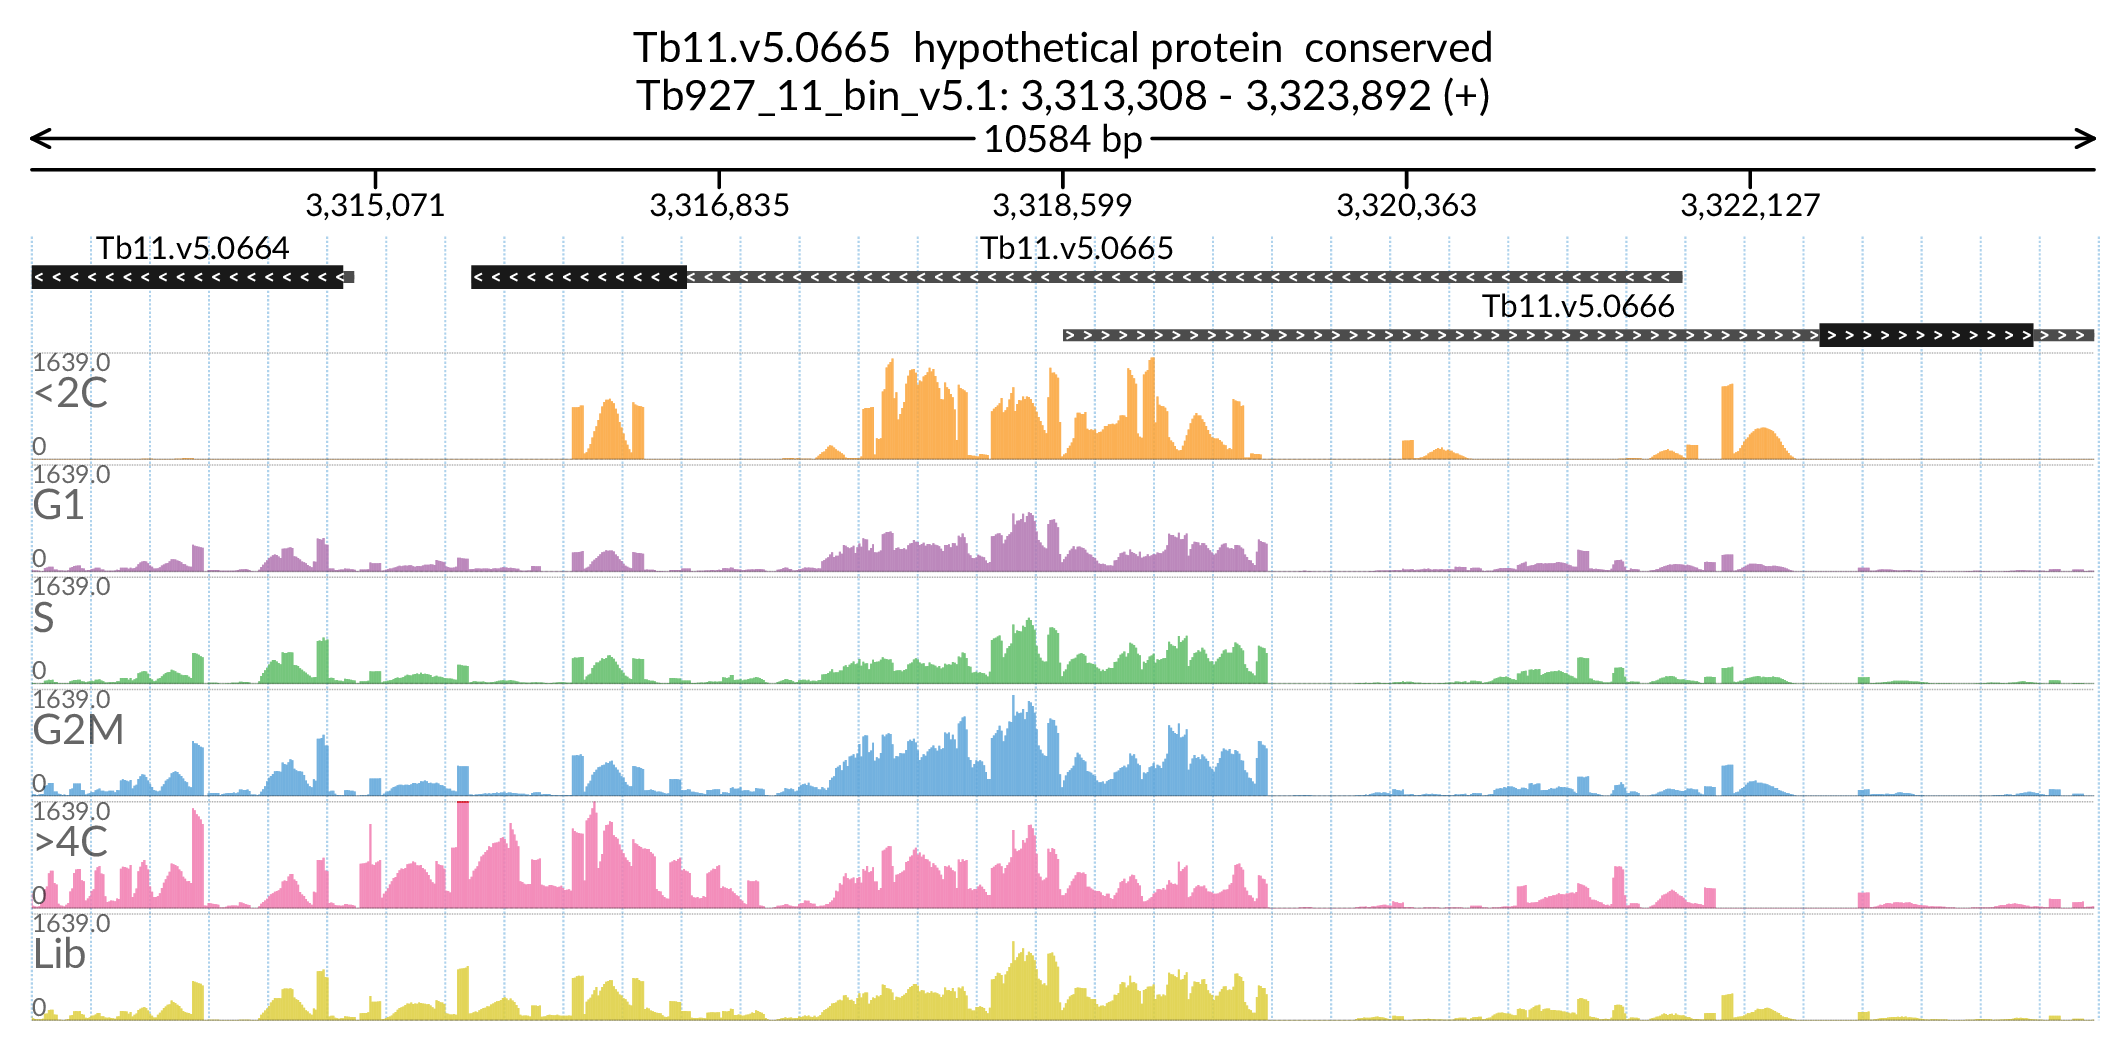 Tb11.v5.0665  hypothetical protein  conserved
Tb927_11_bin_v5.1: 3,313,308 - 3,323,892 (+)
10584 bp
3,315,071 3,316,835 3,318,599 3,320,363 3,322,127
Tb11.v5.0664 Tb11.v5.0665
Tb11.v5.0666
1639.0
<2C
0
1639.0
G1
0
1639.0
S
0
1639.0
G2M
0
1639.0
>4C
0
1639.0
Lib
0